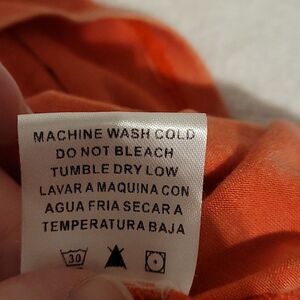 MACHINE WASH COLD
DO NOT BLEACH
TUMBLE DRY LOW
LAVAR A MAQUINA CON
AGUA FRIA SECAR A
TEMPERATURA BAJA
30